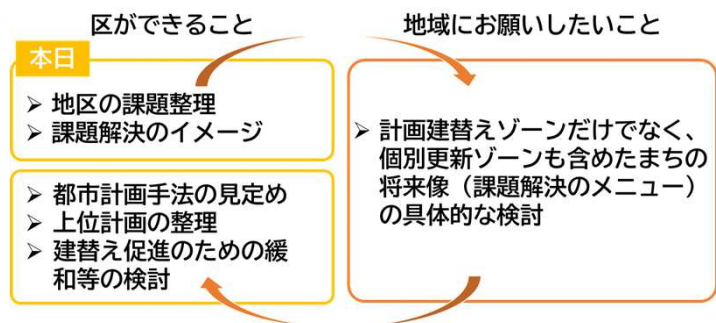 区ができること
本日
➢ 地区の課題整理
➢ 課題解決のイメージ
➢ 都市計画手法の見定め
➢ 上位計画の整理
➢ 建替え促進のための緩
和等の検討
地域にお願いしたいこと
➢ 計画建替えゾーンだけでなく、
個別更新ゾーンも含めたまちの
将来像（課題解決のメニュー）
の具体的な検討